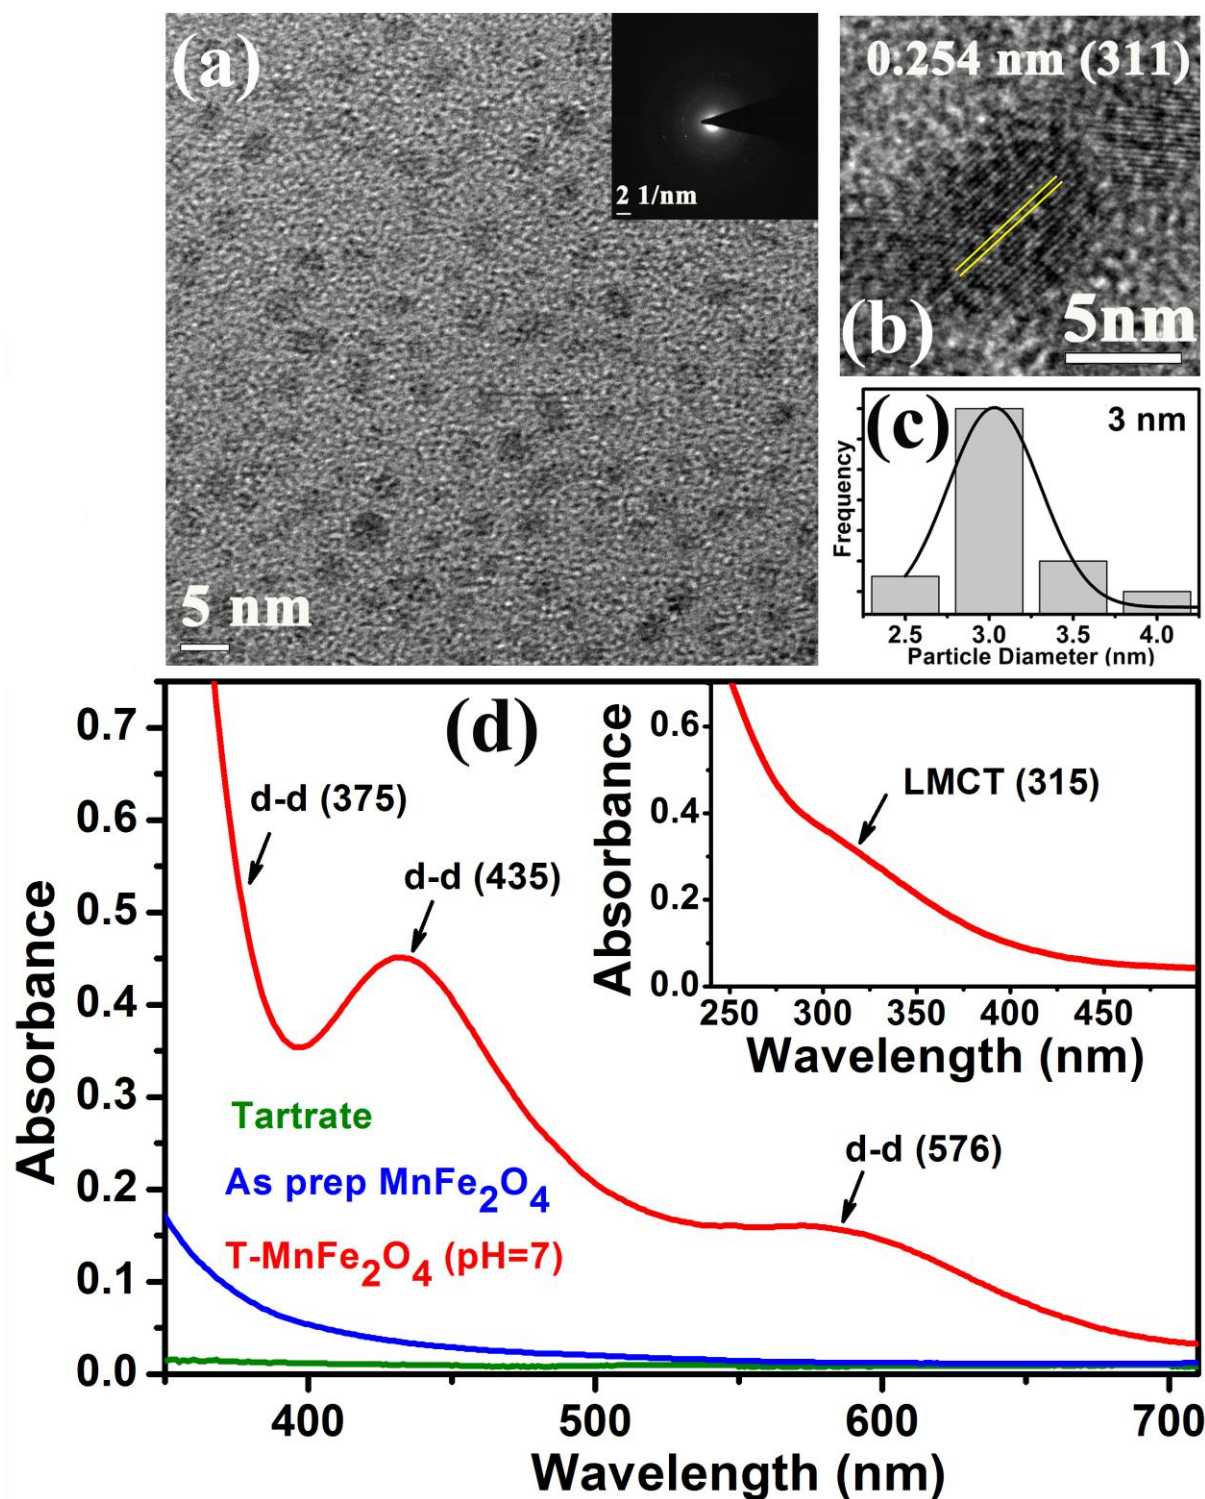 (a)
2 1/nm
5 nm
0.254 nm (311)
(b)
5nm
(c)
3 nm
Frequency
2.5 3.0 3.5 4.0
Particle Diameter (nm)
(d)
0.7
0.6
0.5
0.4
0.3
0.2
0.1
0.0
Absorbance
d-d (375)
d-d (435)
d-d (576)
Tartrate
As prep MnFe₂O₄
T-MnFe₂O₄ (pH=7)
400 500 600 700
Wavelength (nm)
0.6
0.4
0.2
0.0
Absorbance
LMCT (315)
250 300 350 400 450
Wavelength (nm)